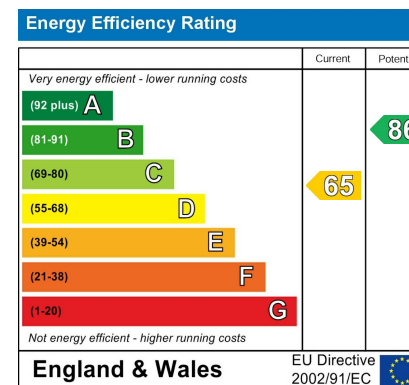 Energy Efficiency Rating
Current Potent
Very energy efficient - lower running costs
(92 plus) A
(81-91) B
86
(69-80) C
65
(55-68) D
(39-54) E
(21-38) F
(1-20) G
Not energy efficient - higher running costs
England & Wales
EU Directive
2002/91/EC